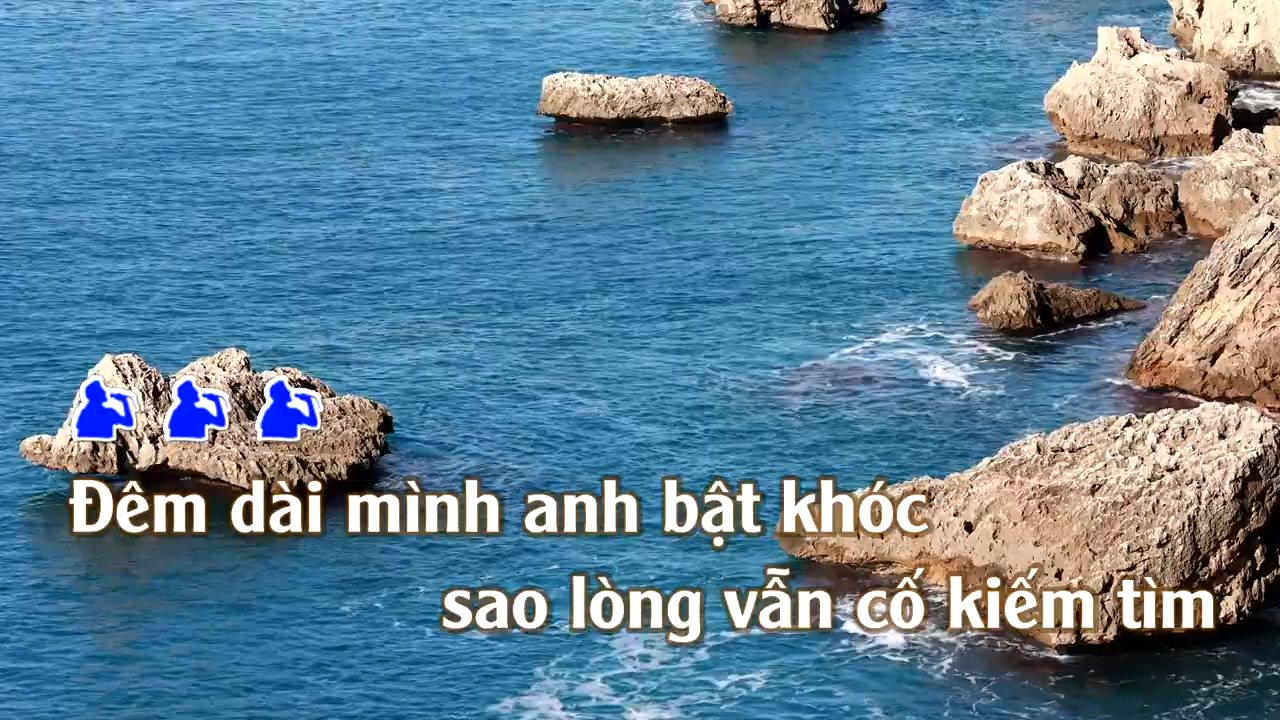 Đêm dài mình anh bật khóc
sao lòng vẫn cố kiếm tìm